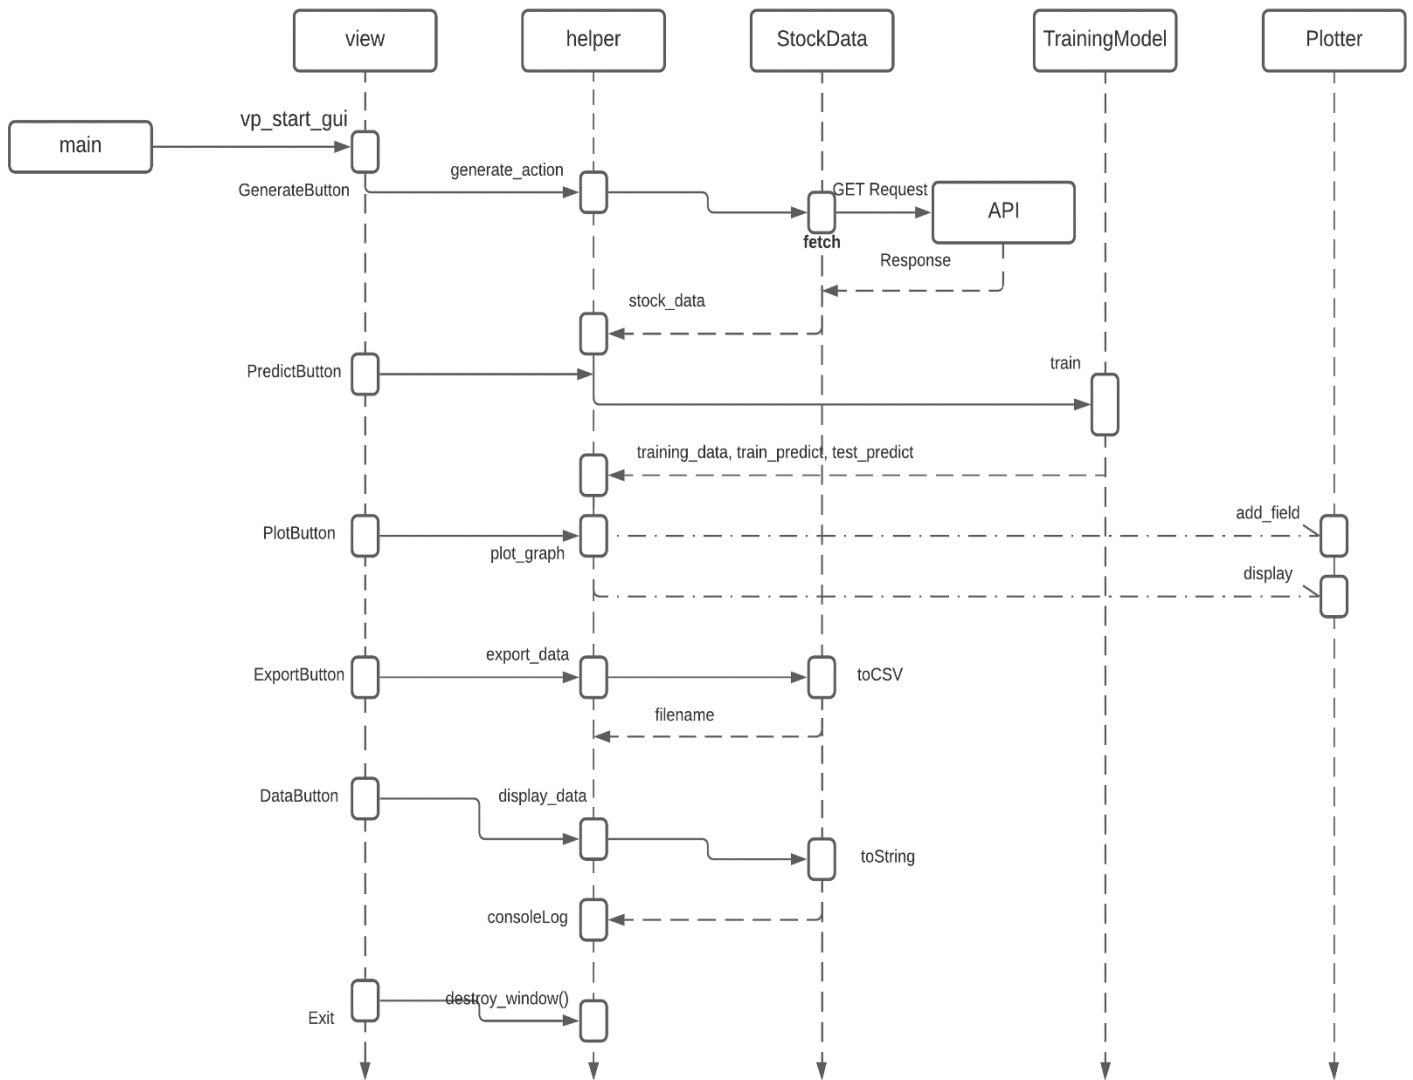 view
helper
StockData
TrainingModel
Plotter
vp_start_gui
main
generate_action
GenerateButton
GET Request
API
fetch
Response
stock_data
PredictButton
train
training_data, train_predict, test_predict
add_field
PlotButton
plot_graph
display
export_data
ExportButton
toCSV
filename
DataButton
display_data
toString
consoleLog
destroy_window()
Exit